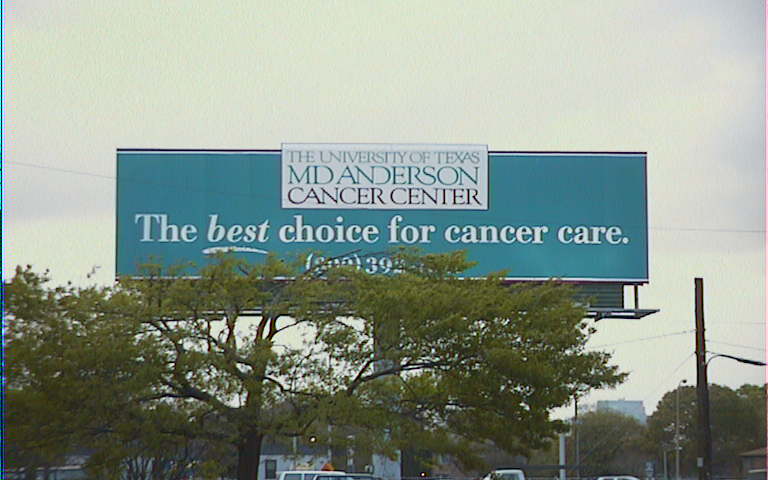 THE UNIVERSITY OF TEXAS
MD ANDERSON
CANCER CENTER
The best choice for cancer care.